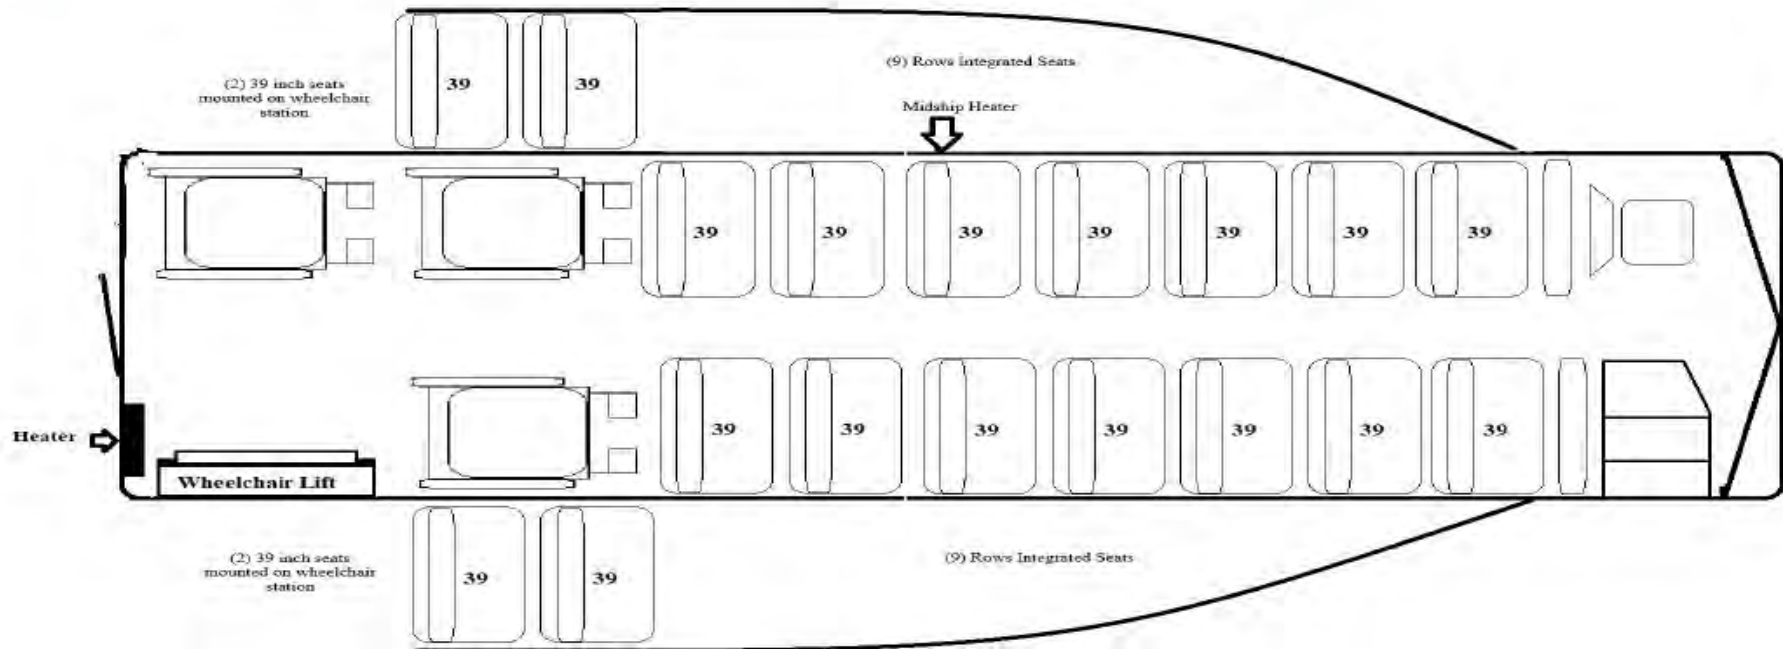 39
39
(9) Rows Integrated Seats
(2) 39 inch seats
mounted on wheelchair
station
Midship Heater
39
39
39
39
39
39
39
39
39
39
39
39
39
39
Heater
Wheelchair Lift
(2) 39 inch seats
mounted on wheelchair
station
(9) Rows Integrated Seats
39
39